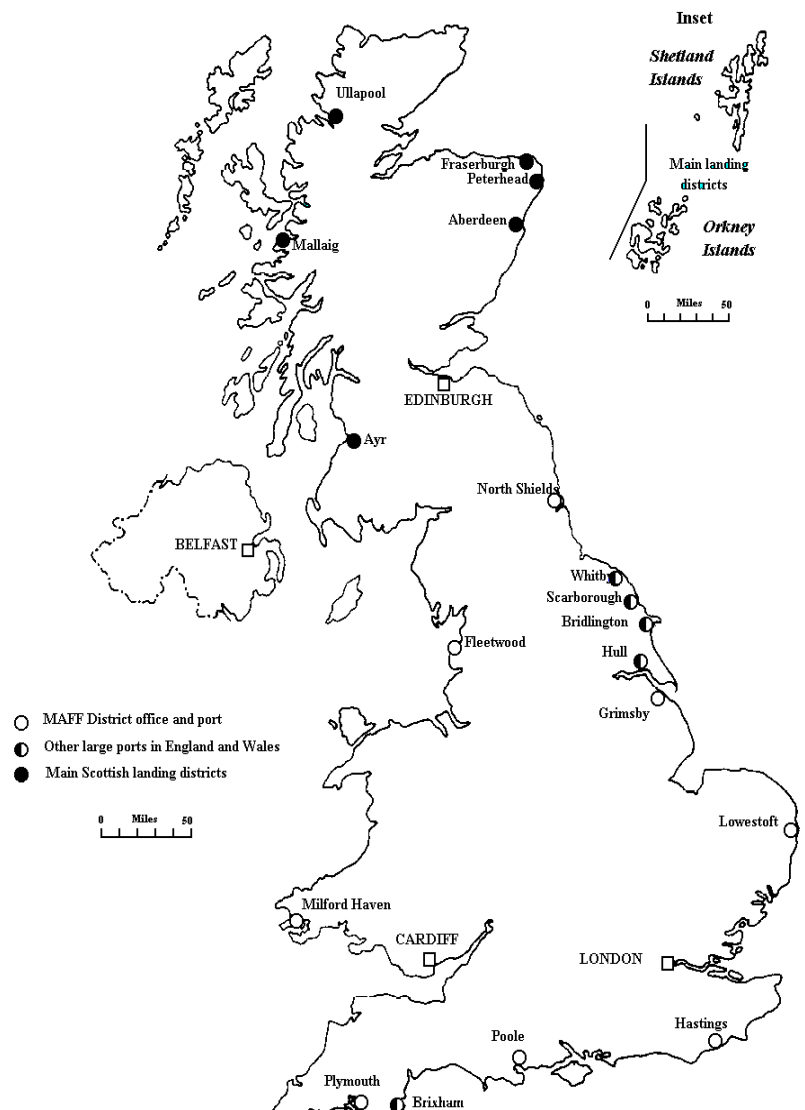 Inset
Shetland
Islands
Ullapool
Fraserburgh
Peterhead
Main landing
districts
Aberdeen
Orkney
Islands
Mallaig
0 Miles 50
EDINBURGH
Ayr
North Shields
BELFAST
Whitby
Scarborough
Bridlington
Fleetwood
Hull
Grimsby
MAFF District office and port
Other large ports in England and Wales
Main Scottish landing districts
0 Miles 50
Lowestoft
Milford Haven
CARDIFF
LONDON
Hastings
Poole
Plymouth
Brixham